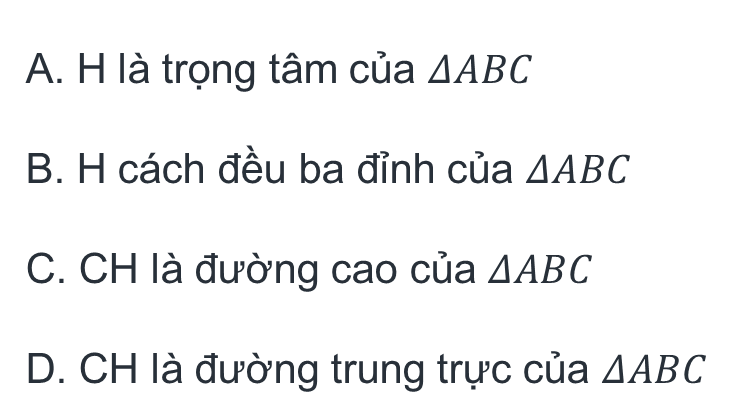 A. H là trọng tâm của ΔABC
B. H cách đều ba đỉnh của ΔABC
C. CH là đường cao của ΔABC
D. CH là đường trung trực của ΔABC